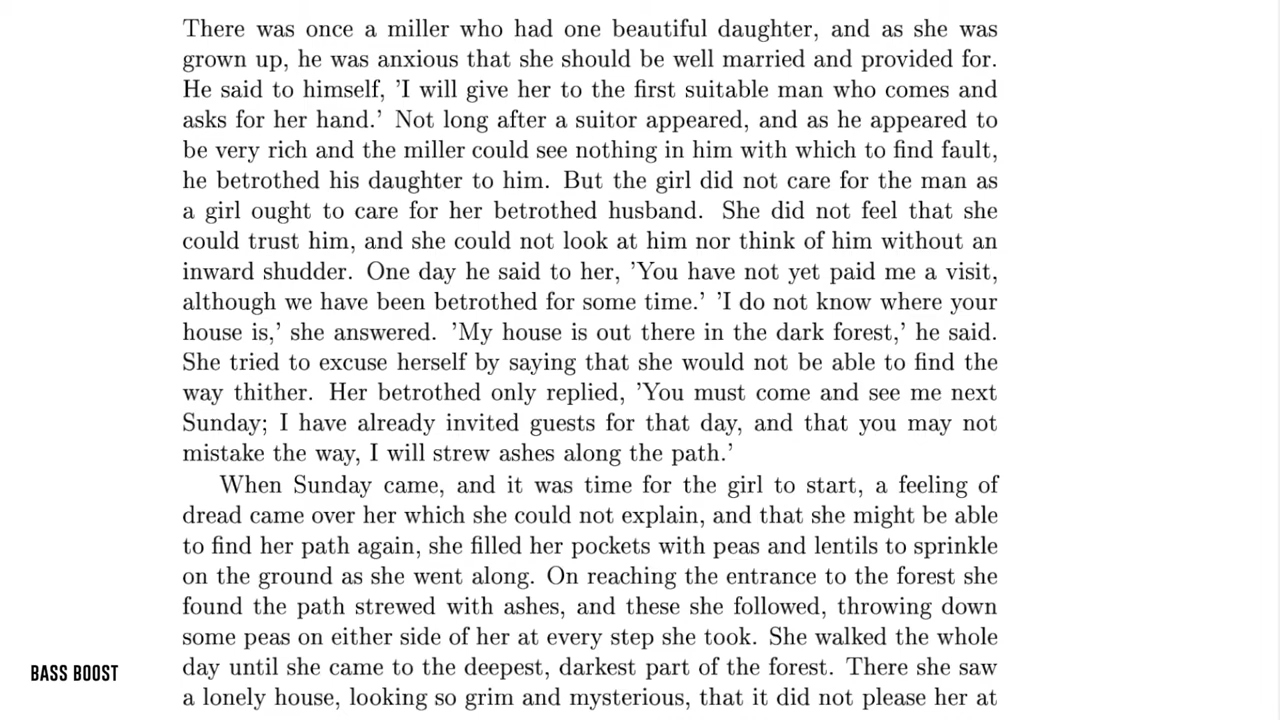 There was once a miller who had one beautiful daughter, and as she was
grown up, he was anxious that she should be well married and provided for.
He said to himself, ’I will give her to the first suitable man who comes and
asks for her hand.’ Not long after a suitor appeared, and as he appeared to
be very rich and the miller could see nothing in him with which to find fault,
he betrothed his daughter to him. But the girl did not care for the man as
a girl ought to care for her betrothed husband. She did not feel that she
could trust him, and she could not look at him nor think of him without an
inward shudder. One day he said to her, ’You have not yet paid me a visit,
although we have been betrothed for some time.’ ’I do not know where your
house is,’ she answered. ’My house is out there in the dark forest,’ he said.
She tried to excuse herself by saying that she would not be able to find the
way thither. Her betrothed only replied, ’You must come and see me next
Sunday; I have already invited guests for that day, and that you may not
mistake the way, I will strew ashes along the path.’
When Sunday came, and it was time for the girl to start, a feeling of
dread came over her which she could not explain, and that she might be able
to find her path again, she filled her pockets with peas and lentils to sprinkle
on the ground as she went along. On reaching the entrance to the forest she
found the path strewed with ashes, and these she followed, throwing down
some peas on either side of her at every step she took. She walked the whole
day until she came to the deepest, darkest part of the forest. There she saw
a lonely house, looking so grim and mysterious, that it did not please her at
BASS BOOST